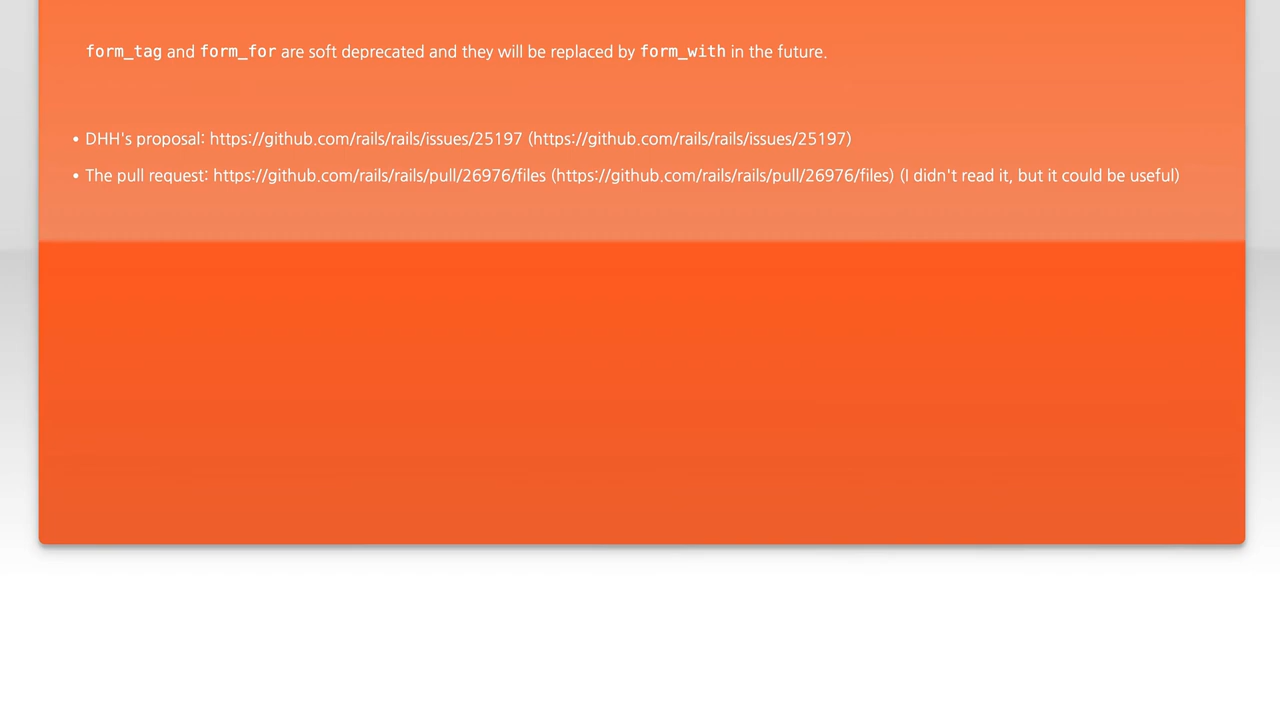 form_tag and form_for are soft deprecated and they will be replaced by form_with in the future.
• DHH's proposal: https://github.com/rails/rails/issues/25197 (https://github.com/rails/rails/issues/25197)
• The pull request: https://github.com/rails/rails/pull/26976/files (https://github.com/rails/rails/pull/26976/files) (I didn't read it, but it could be useful)